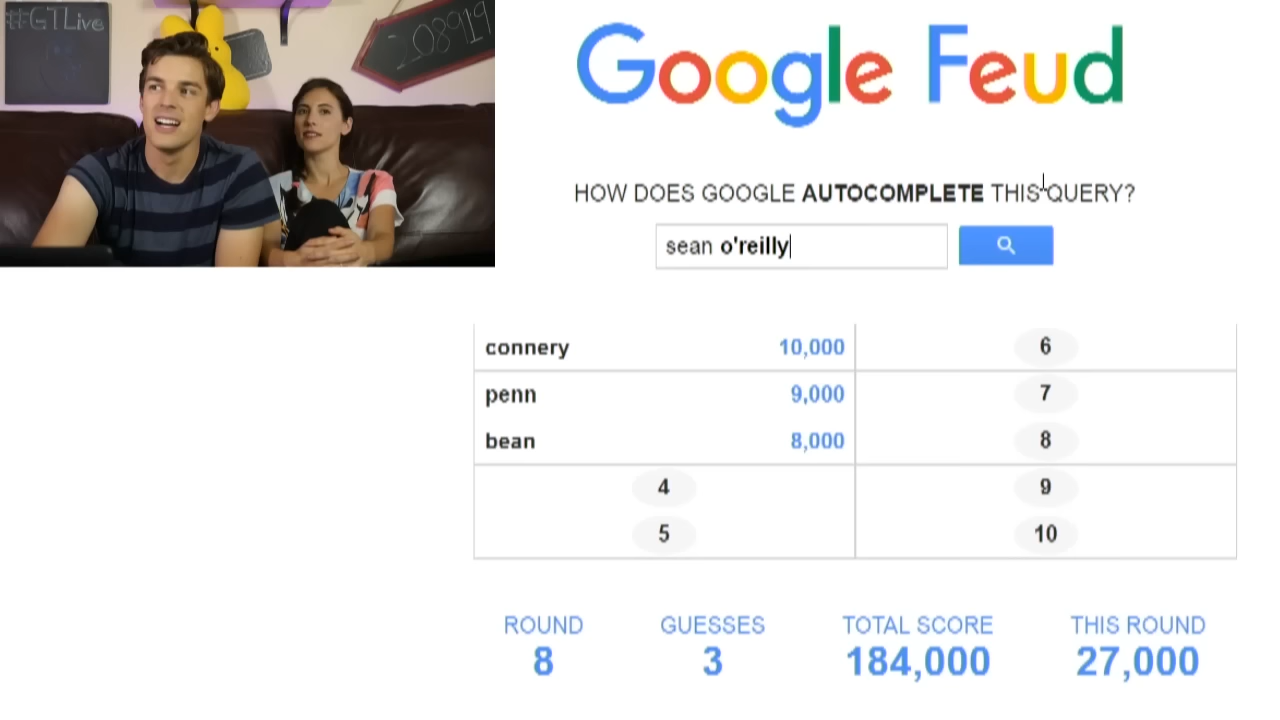 #GTLive
208919
Google Feud
HOW DOES GOOGLE AUTOCOMPLETE THIS QUERY?
sean o'reilly
connery 10,000 6
penn 9,000 7
bean 8,000 8
4 9
5 10
ROUND GUESSES TOTAL SCORE THIS ROUND
8 3 184,000 27,000